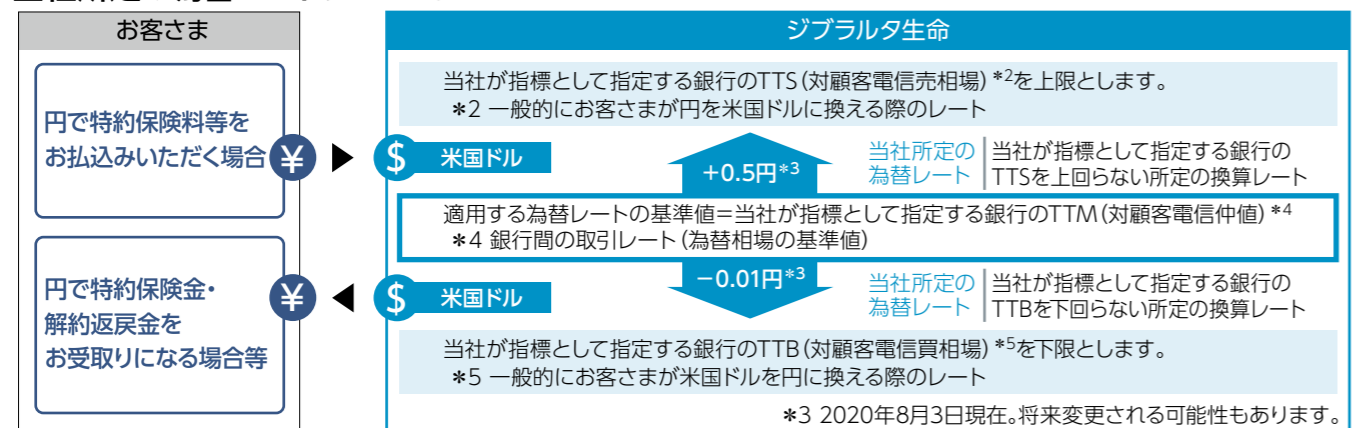 お客さま
円で特約保険料等を
お払込みいただく場合
¥
円で特約保険金・
解約返戻金を
お受取りになる場合等
¥
ジブラルタ生命
当社が指標として指定する銀行のTTS(対顧客電信売相場)*2を上限とします。
*2 一般的にお客さまが円を米国ドルに換える際のレート
$ 米国ドル
+0.5円*3
当社所定の
為替レート
当社が指標として指定する銀行の
TTSを上回らない所定の換算レート
適用する為替レートの基準値=当社が指標として指定する銀行のTTM(対顧客電信仲値)*4
*4 銀行間の取引レート(為替相場の基準値)
$ 米国ドル
-0.01円*3
当社所定の
為替レート
当社が指標として指定する銀行の
TTBを下回らない所定の換算レート
当社が指標として指定する銀行のTTB(対顧客電信買相場)*5を下限とします。
*5 一般的にお客さまが米国ドルを円に換える際のレート
*3 2020年8月3日現在。将来変更される可能性もあります。